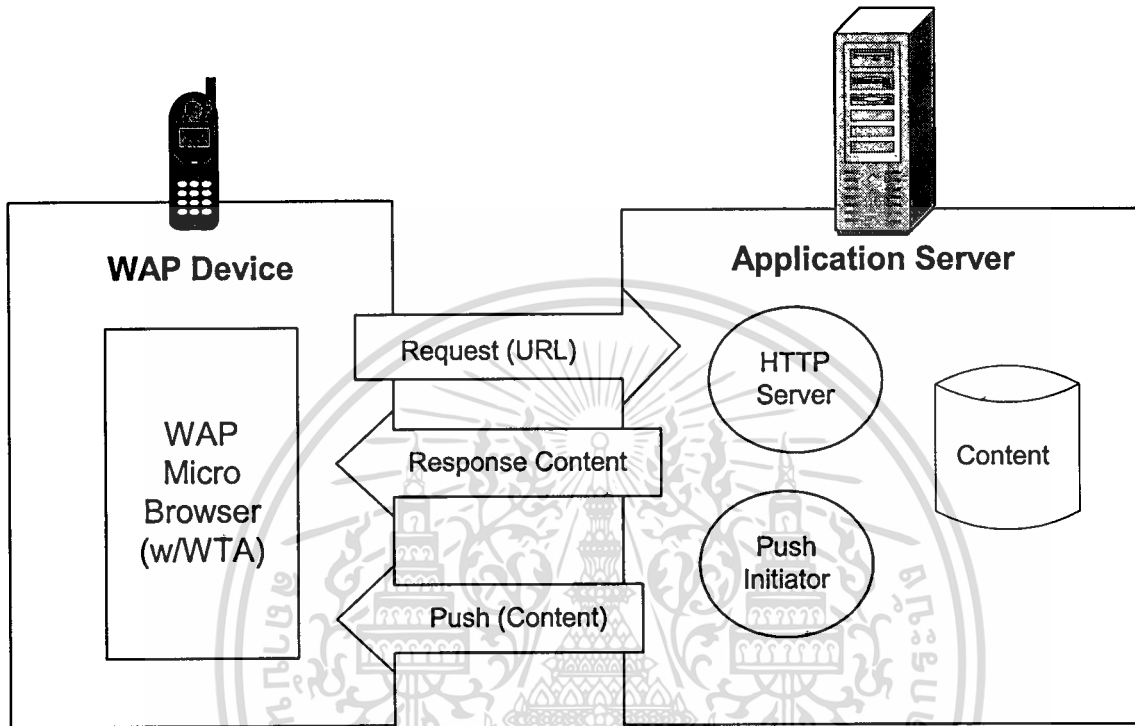 WAP Device
Application Server
WAP
Micro
Browser
(w/WTA)
Request (URL)
Response Content
Push (Content)
HTTP
Server
Push
Initiator
Content